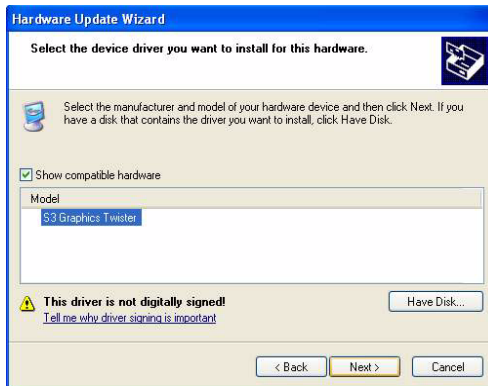 Hardware Update Wizard
Select the device driver you want to install for this hardware.
Select the manufacturer and model of your hardware device and then click Next. If you
have a disk that contains the driver you want to install, click Have Disk.
Show compatible hardware
Model
S3 Graphics Twister
This driver is not digitally signed!
Tell me why driver signing is important
Have Disk...
< Back
Next >
Cancel